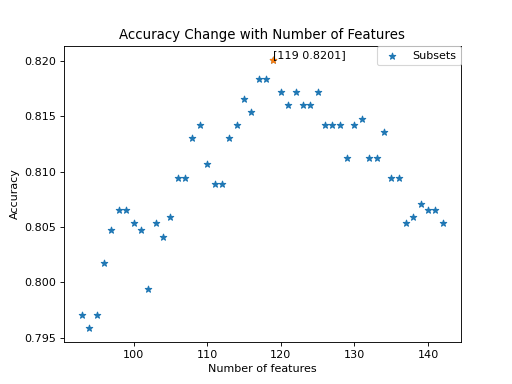 Accuracy Change with Number of Features
[119 0.8201]
Subsets
0.820
0.815
0.810
0.805
0.800
0.795
Accuracy
100 110 120 130 140
Number of features